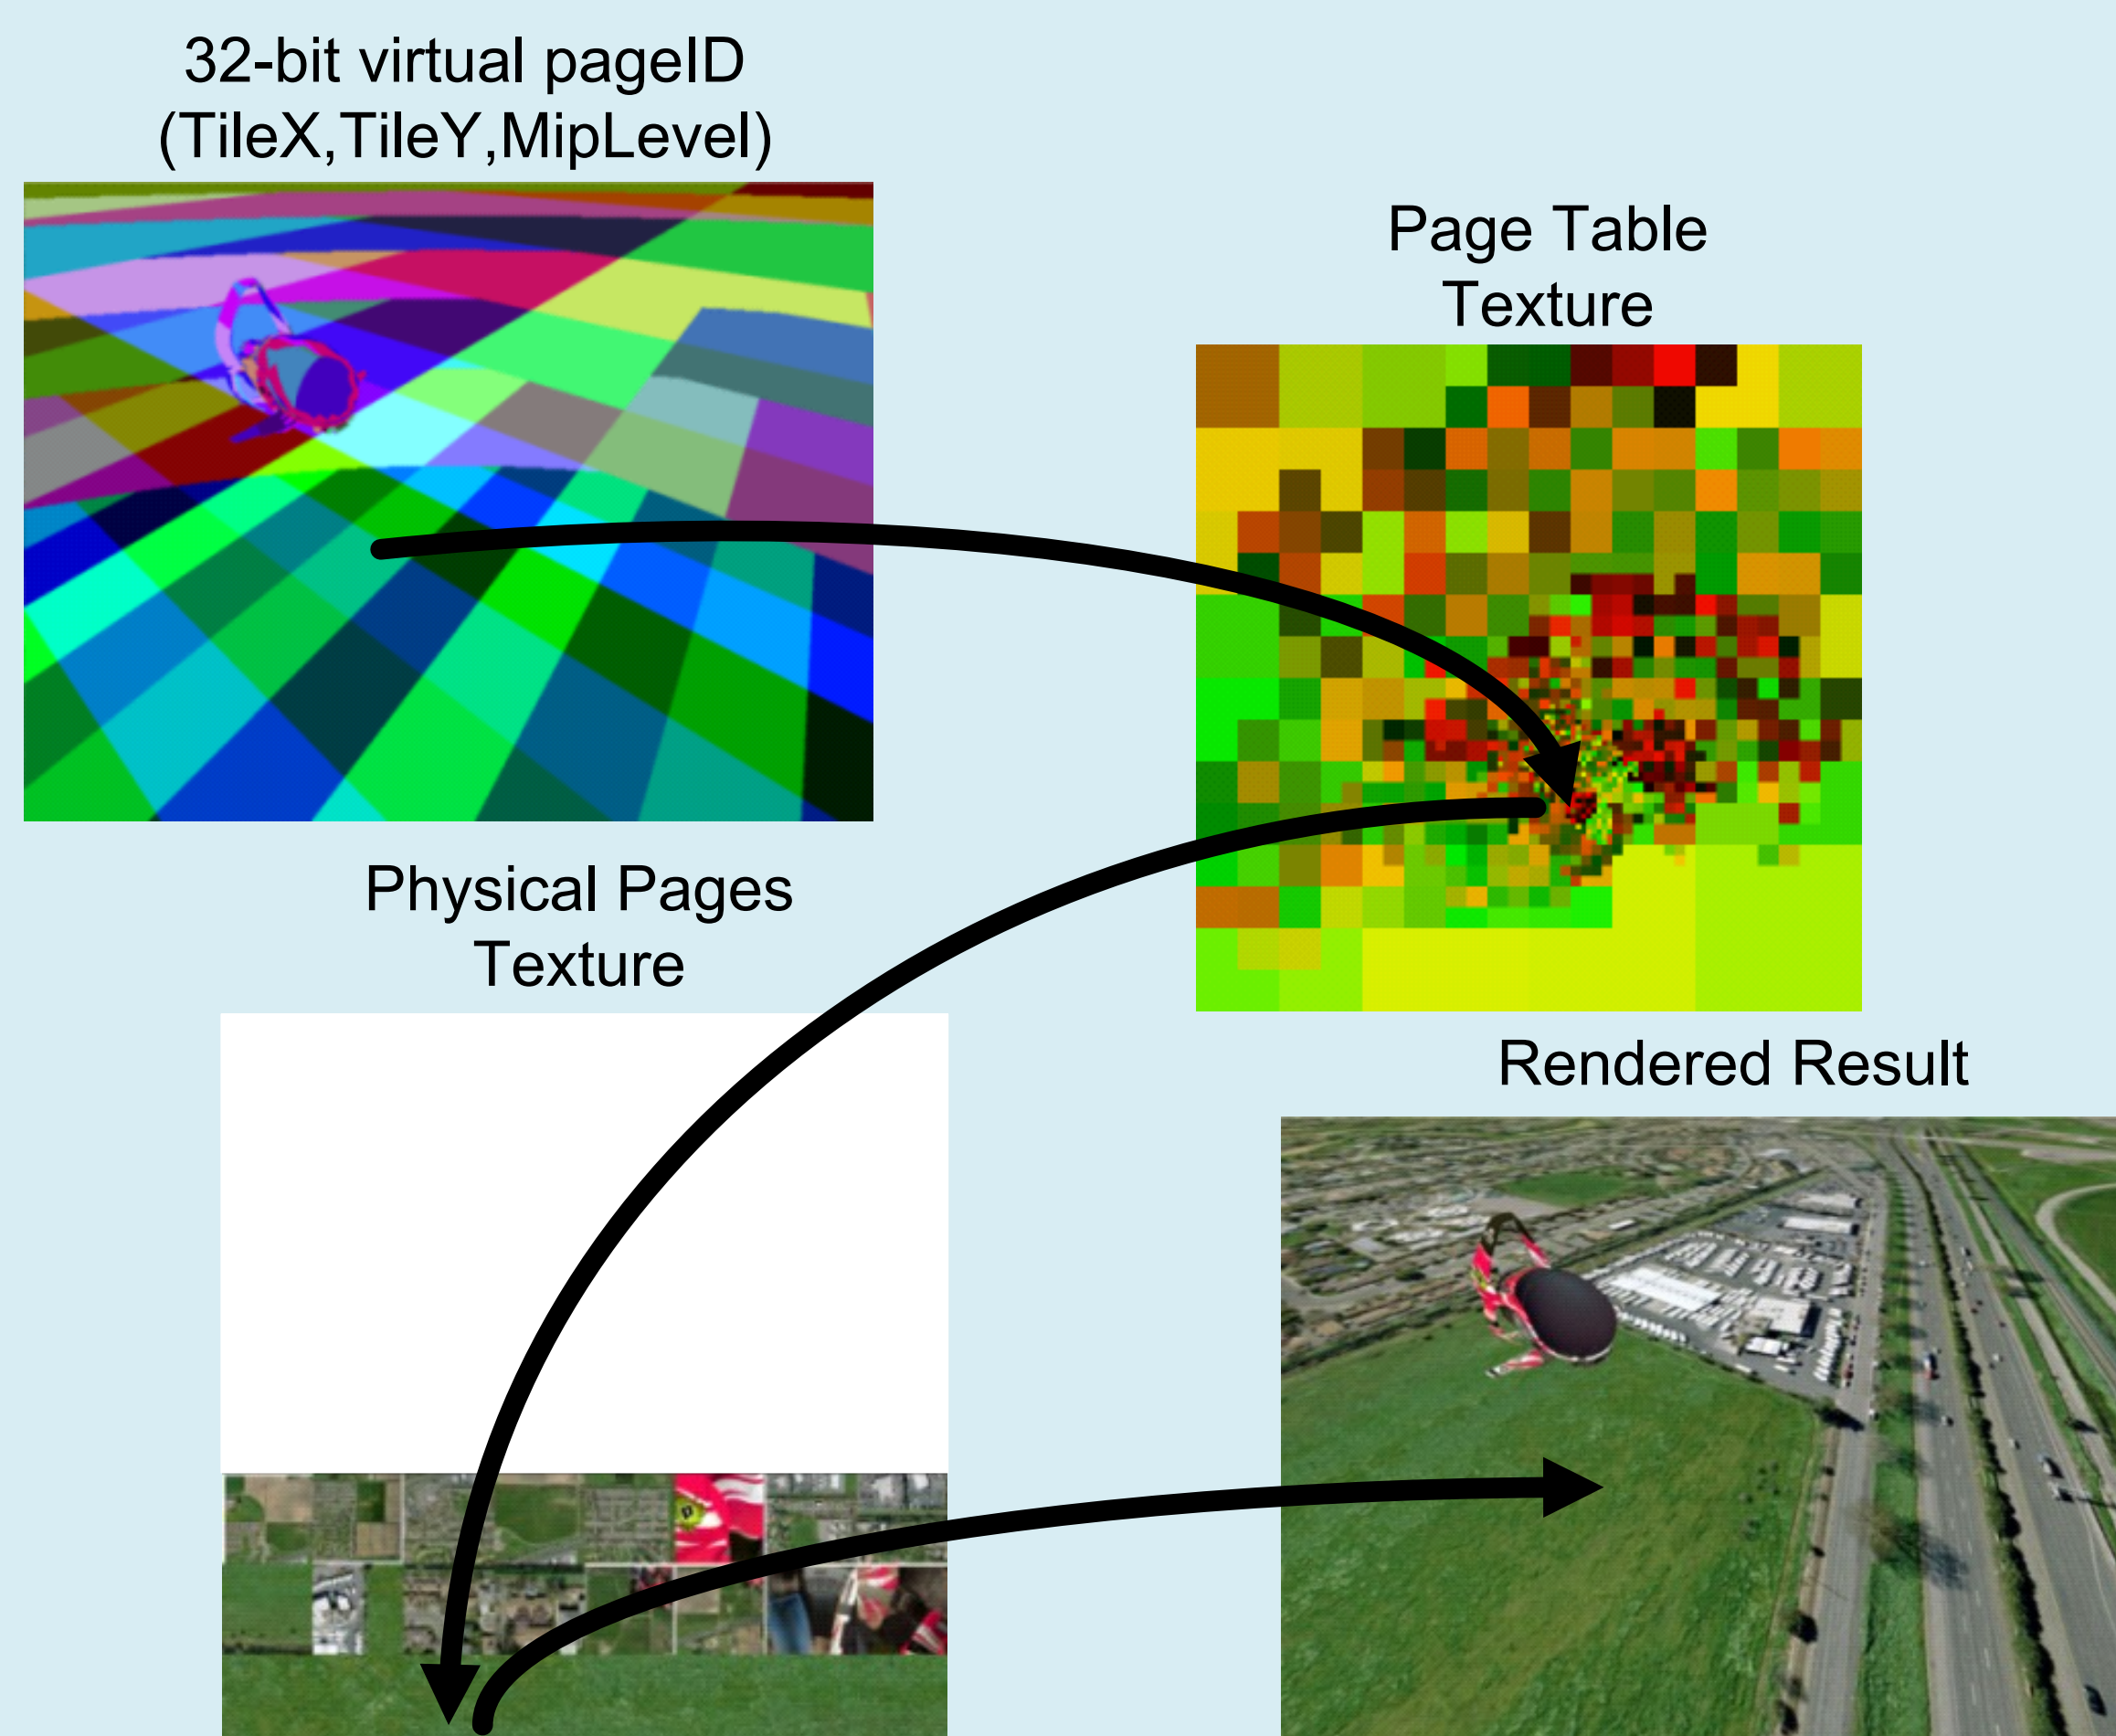 32-bit virtual pageID
(TileX,TileY,MipLevel)
Page Table
Texture
Physical Pages
Texture
Rendered Result